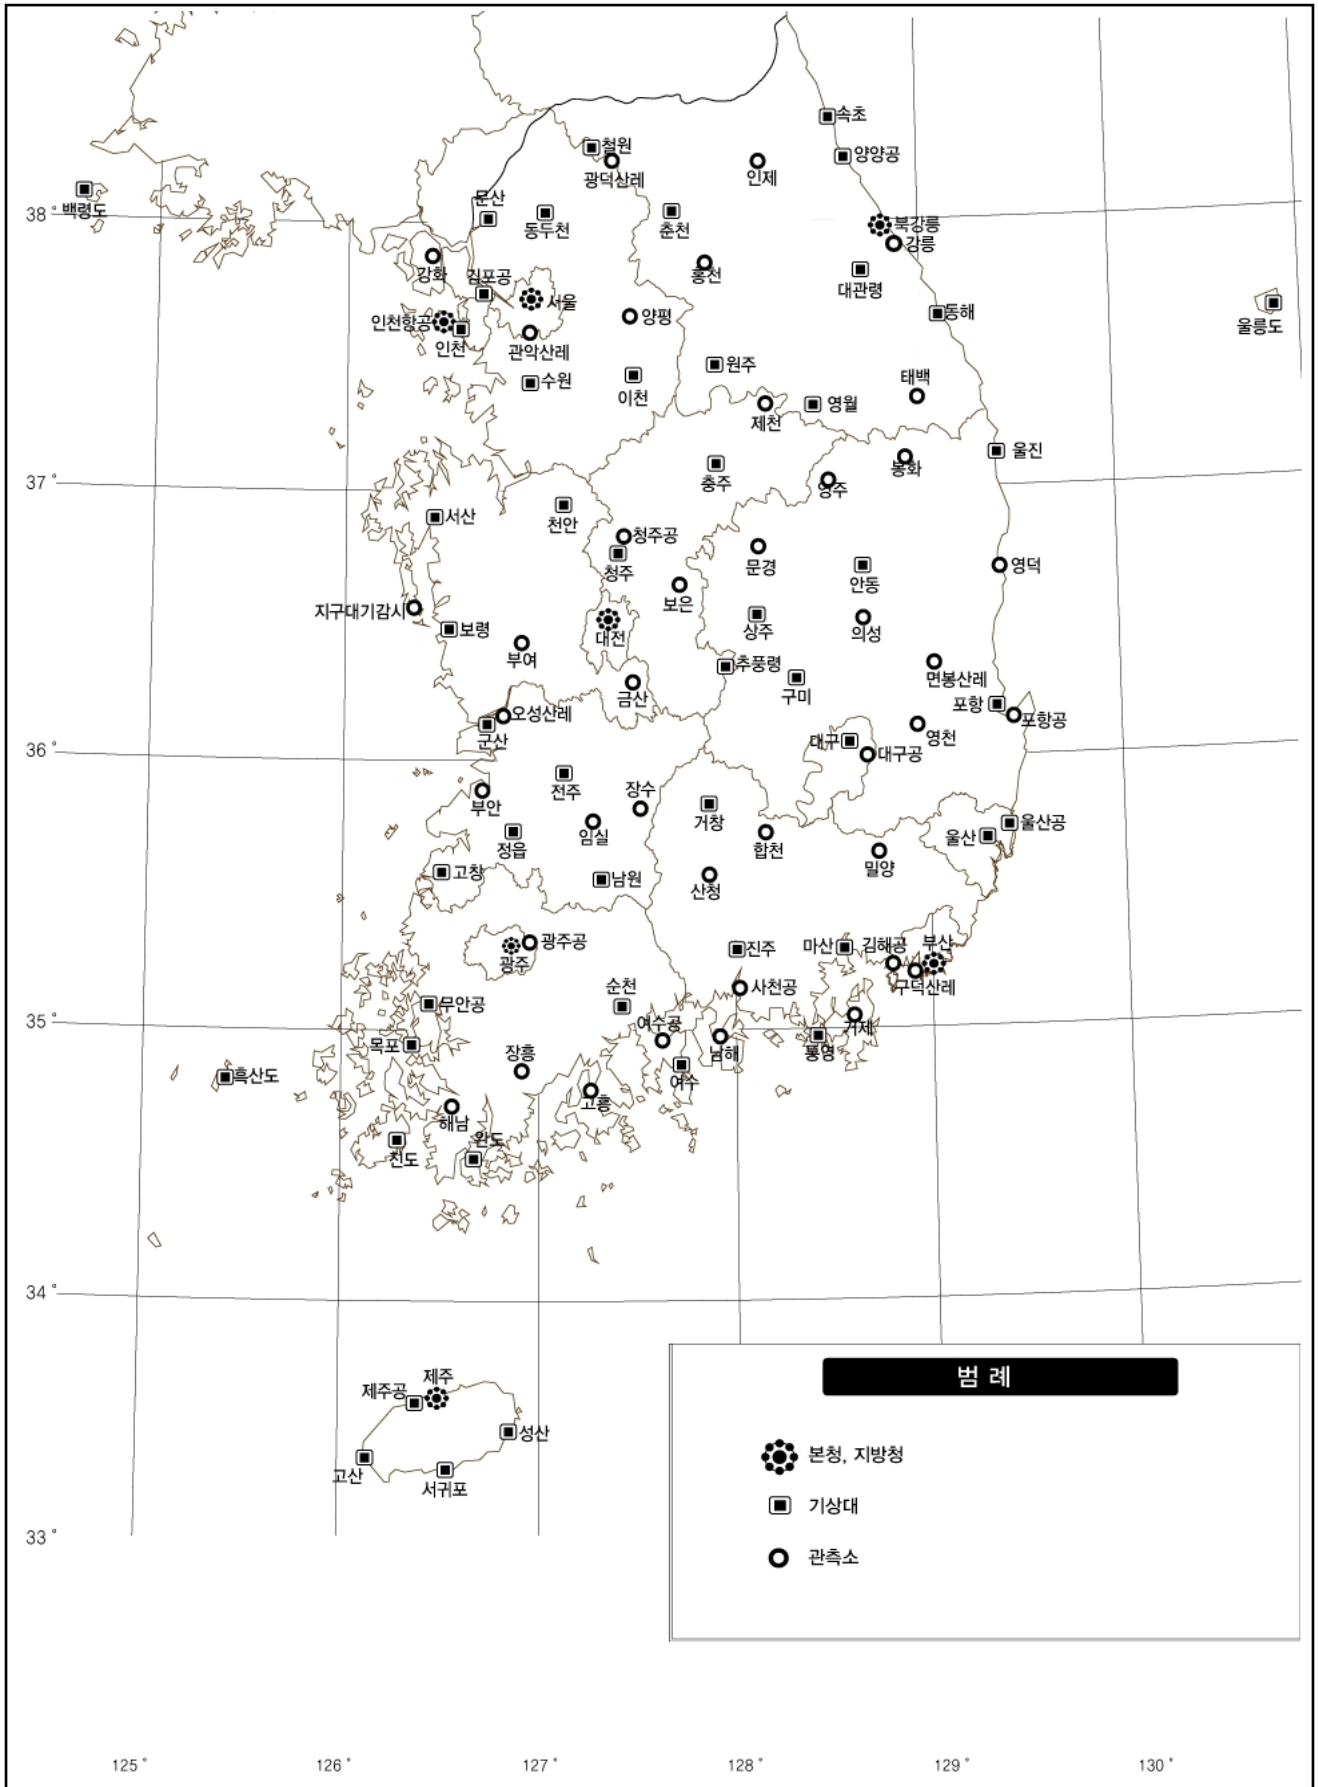 속초
철원
양양공
광덕산레
인제
백령도
38°
문산
동두천
춘천
북강릉
강릉
강화
김포공
홍천
대관령
서울
동해
울릉도
인천항공
양평
인천
관악산레
원주
수원
이천
태백
제천
영월
울진
충주
봉화
37°
영주
서산
천안
청주공
청주
문경
안동
영덕
지구대기감시
보은
보령
상주
의성
대전
부여
추풍령
면봉산레
금산
구미
포항
포항공
오성산레
군산
영천
36°
대구
대구공
전주
장수
부안
거창
울산공
정읍
임실
합천
울산
밀양
고창
남원
산청
광주공
광주
진주
마산
김해공
부산
사천공
구덕산레
순천
무안공
35°
여수공
거제
목포
장흥
남해
통영
흑산도
여수
고흥
해남
완도
진도
34°
범 례
제주
제주공
성산
본청, 지방청
고산
서귀포
기상대
33°
관측소
125°
126°
127°
128°
129°
130°